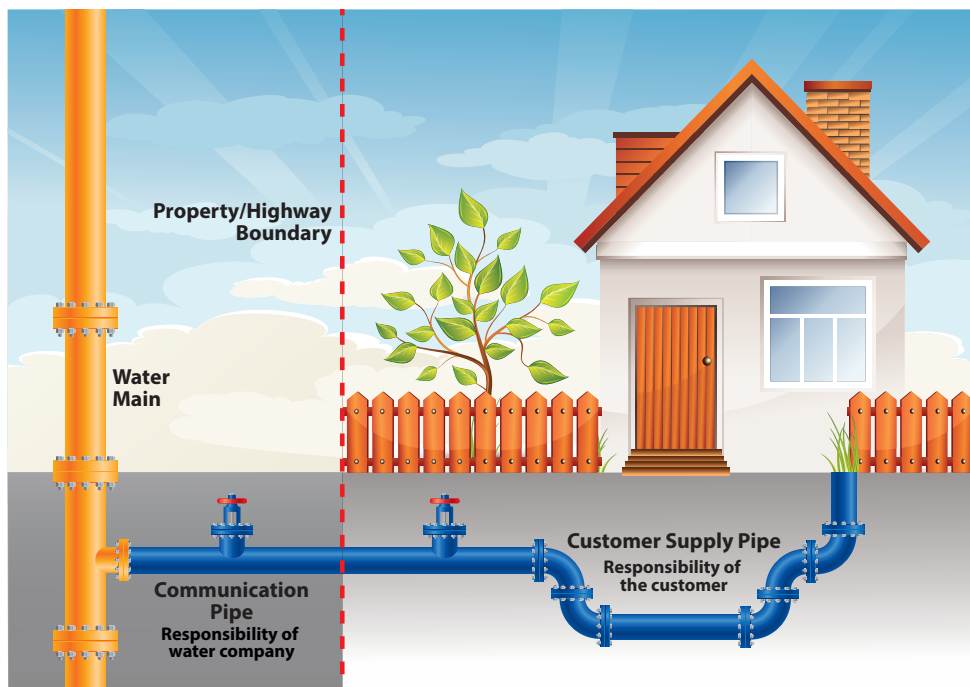 Property/Highway
Boundary
Water
Main
Customer Supply Pipe
Responsibility of
the customer
Communication
Pipe
Responsibility of
water company